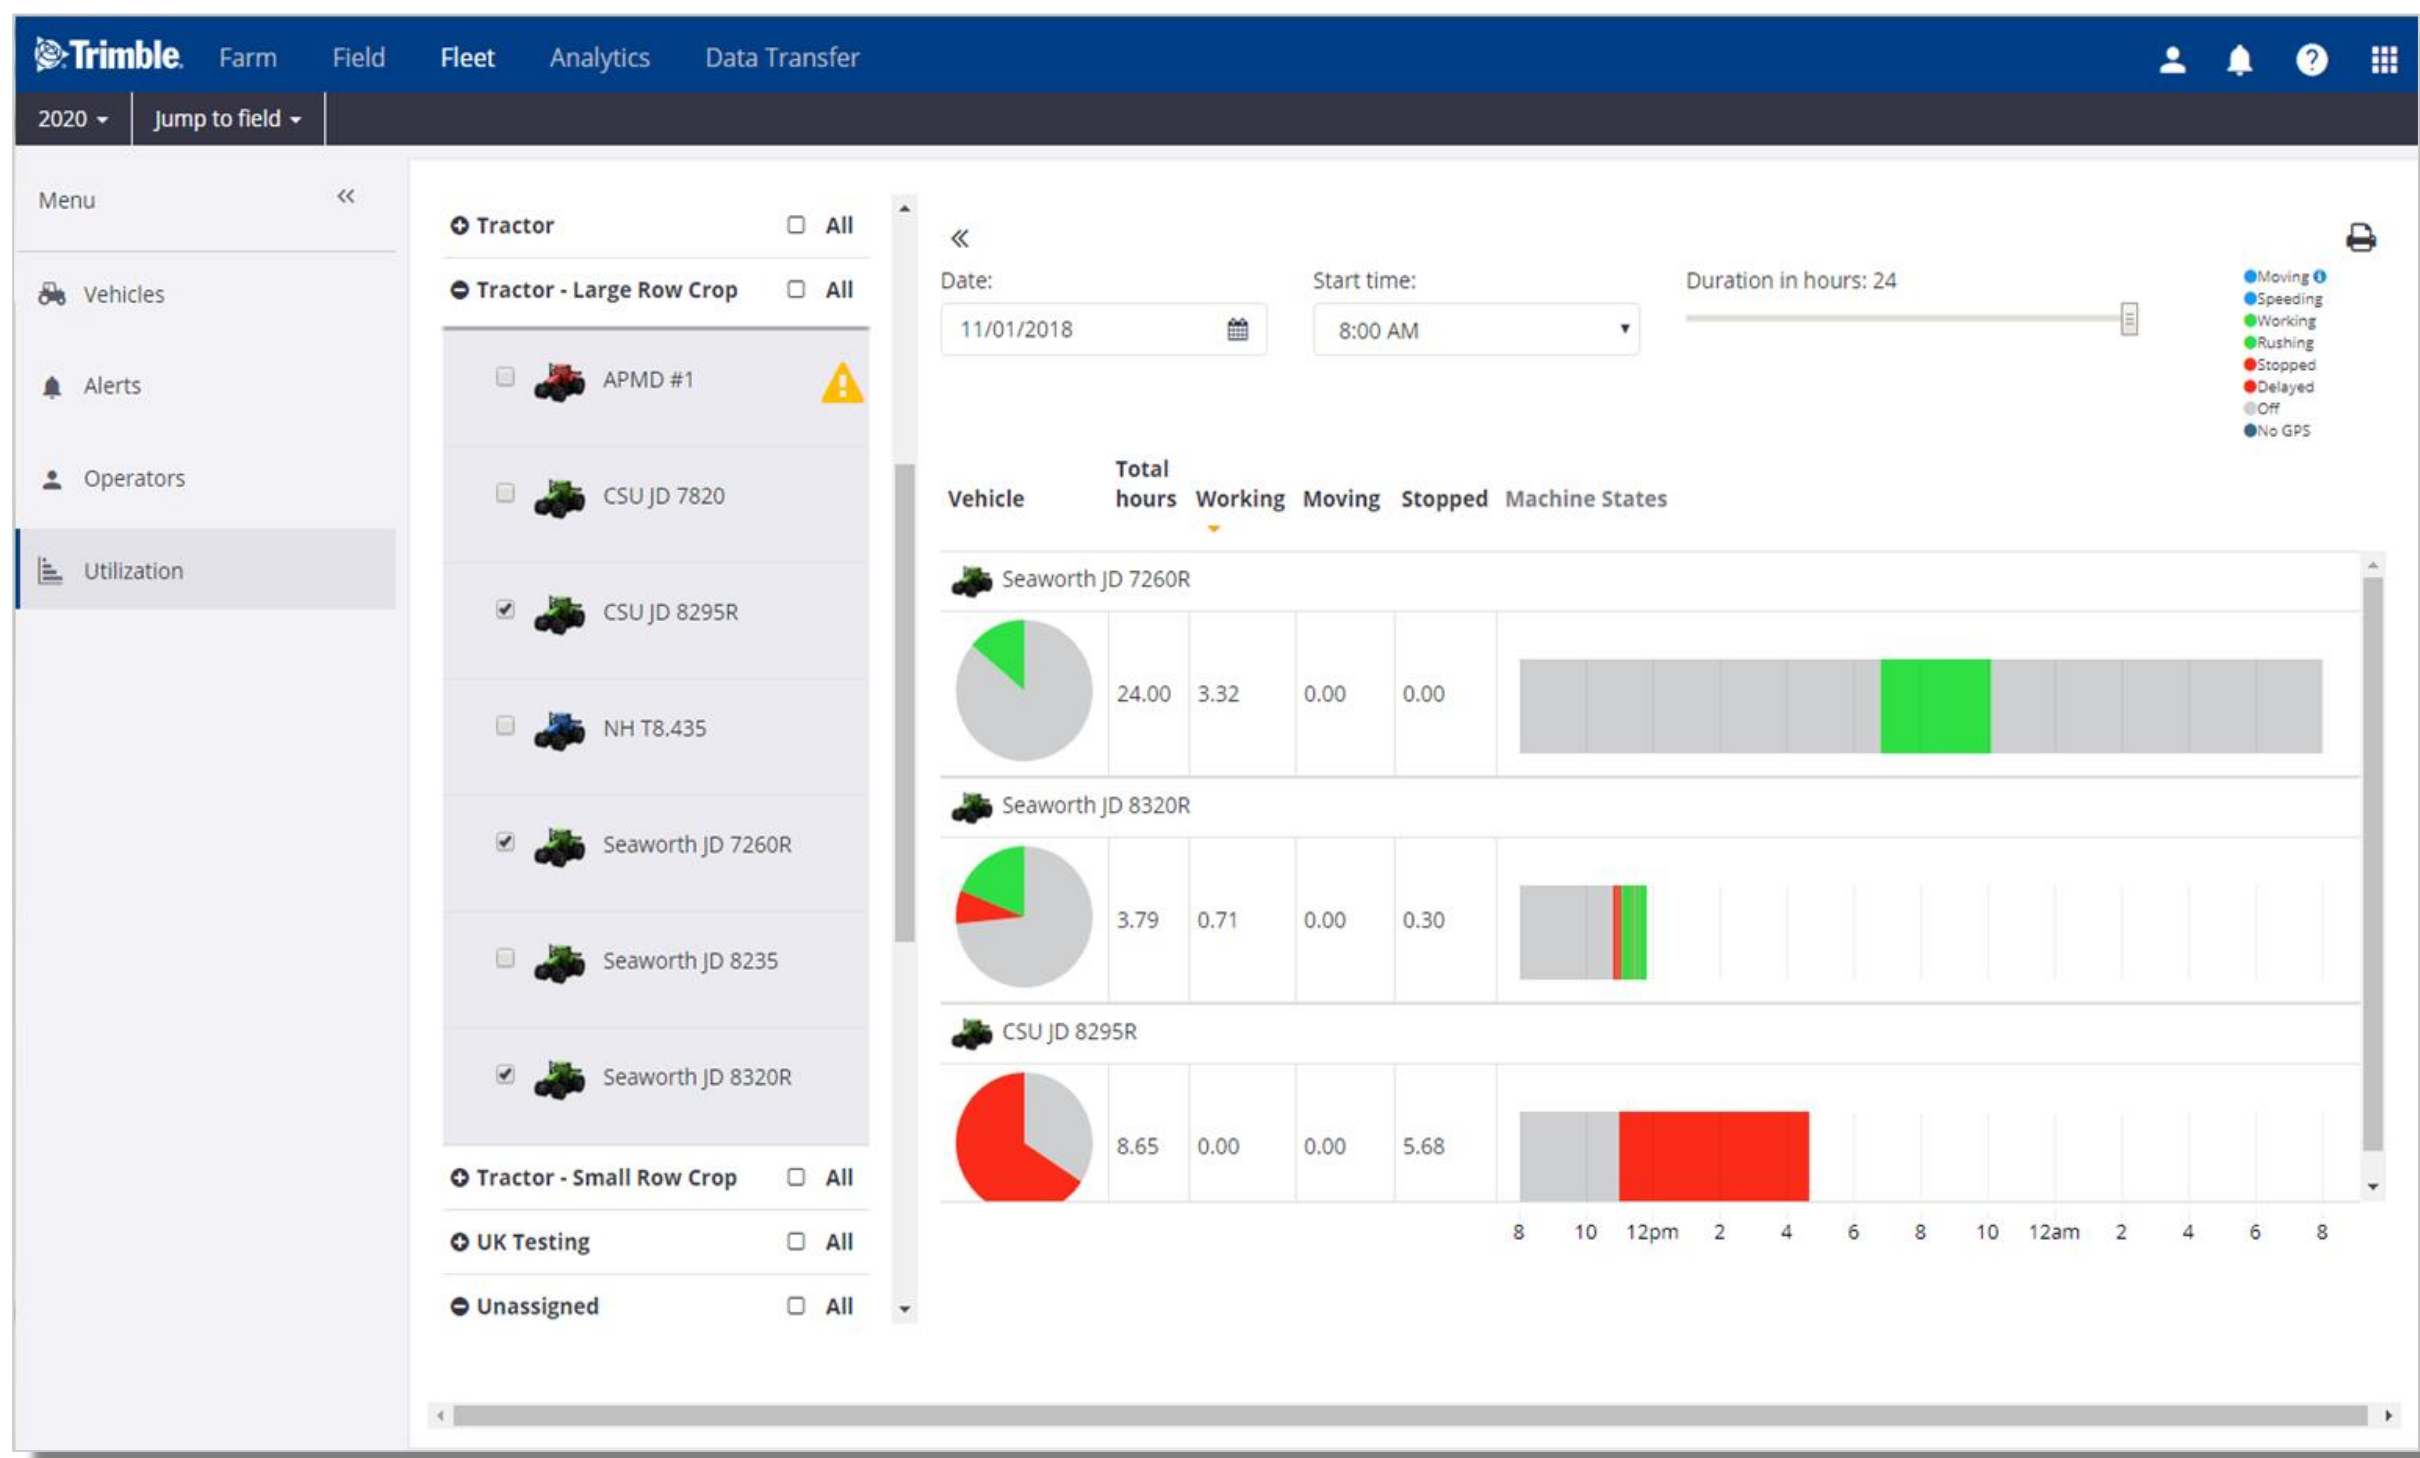 Trimble. Farm Field Fleet Analytics Data Transfer
2020 Jump to field
Menu
Vehicles
Alerts
Operators
Utilization
Tractor All
Tractor - Large Row Crop All
APMD #1
CSU JD 7820
CSU JD 8295R
NH T8.435
Seaworth JD 7260R
Seaworth JD 8235
Seaworth JD 8320R
Tractor - Small Row Crop All
UK Testing All
Unassigned All
Date: Start time: Duration in hours: 24
11/01/2018 8:00 AM
Moving
Speeding
Working
Rushing
Stopped
Delayed
Off
No GPS
Vehicle Total hours Working Moving Stopped Machine States
Seaworth JD 7260R
24.00 3.32 0.00 0.00
Seaworth JD 8320R
3.79 0.71 0.00 0.30
CSU JD 8295R
8.65 0.00 0.00 5.68
8 10 12pm 2 4 6 8 10 12am 2 4 6 8